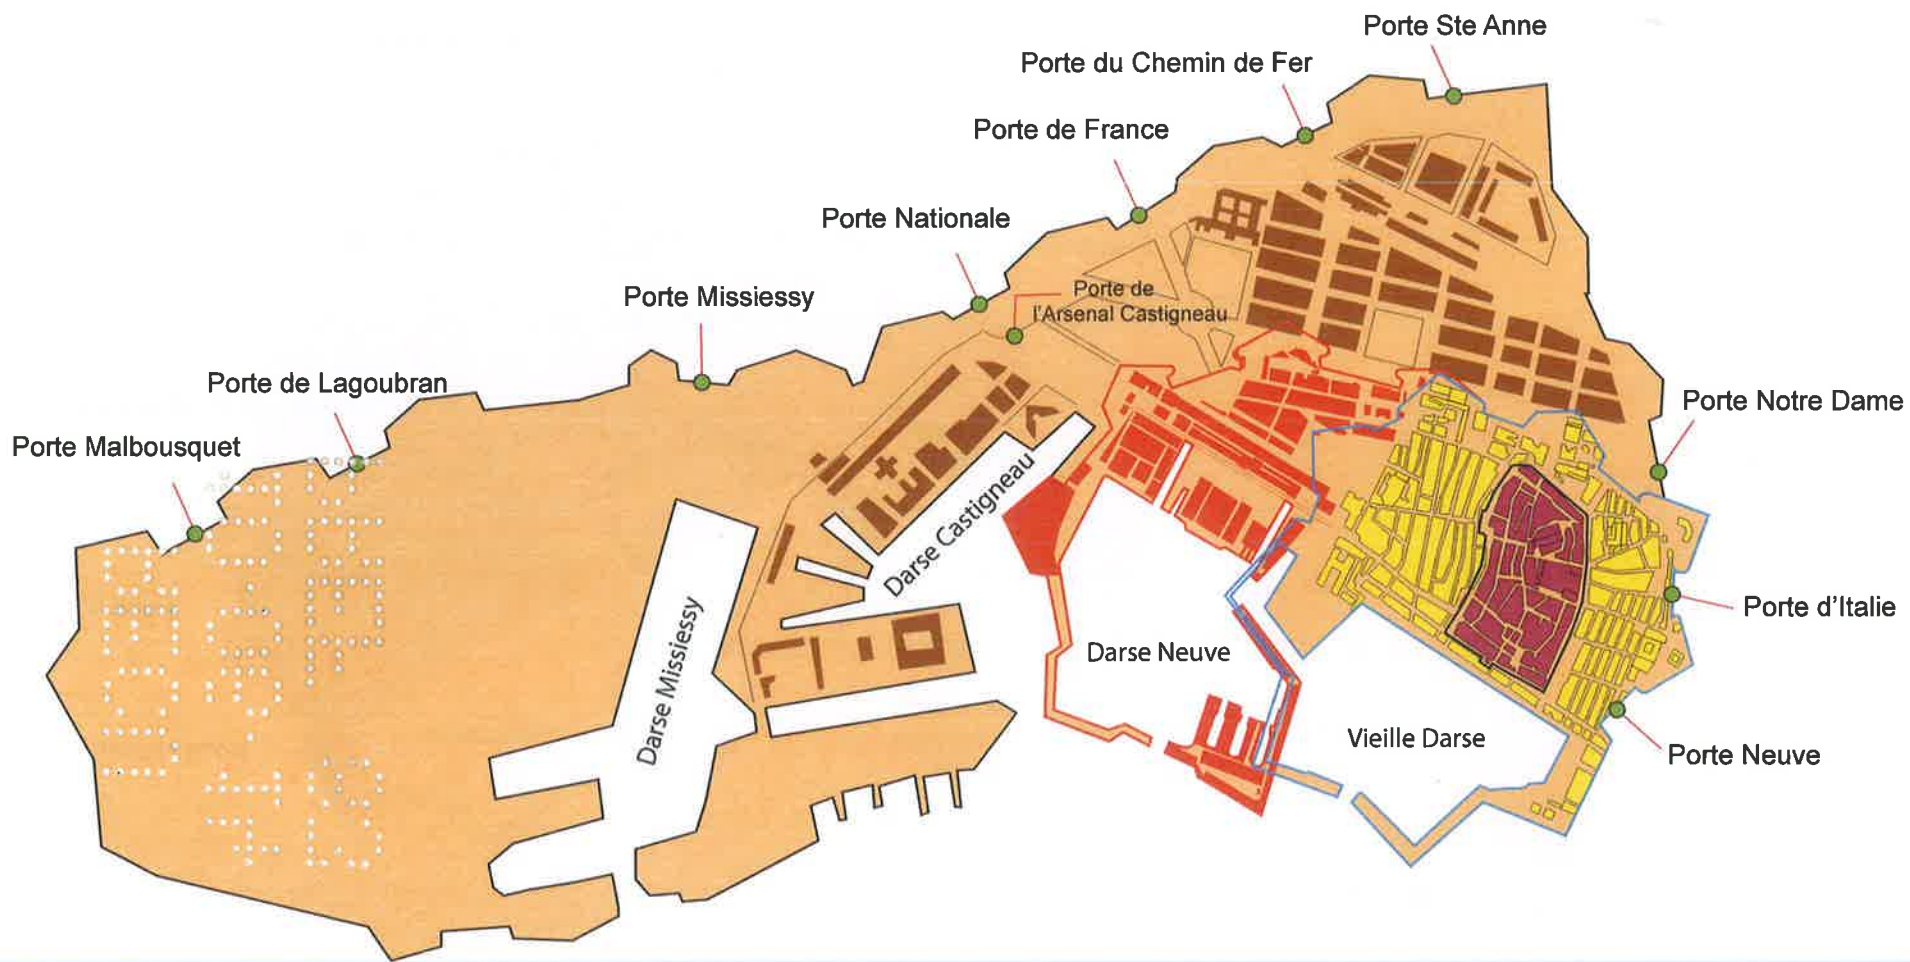 Porte Ste Anne
Porte du Chemin de Fer
Porte de France
Porte Nationale
Porte de
l'Arsenal Castigneau
Porte Missiessy
Porte de Lagoubran
Porte Malbousquet
Porte Notre Dame
Porte d'Italie
Porte Neuve
Darse Castigneau
Darse Missiessy
Darse Neuve
Vieille Darse